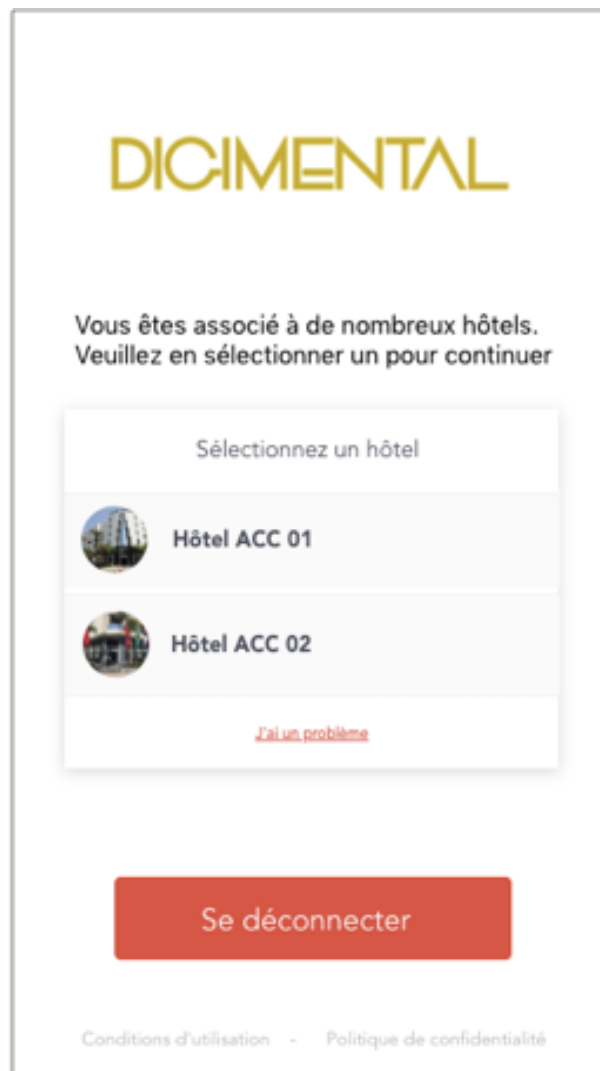 DIGIMENTAL
Vous êtes associé à de nombreux hôtels.
Veuillez en sélectionner un pour continuer
Sélectionnez un hôtel
Hôtel ACC 01
Hôtel ACC 02
J'ai un problème
Se déconnecter
Conditions d'utilisation - Politique de confidentialité